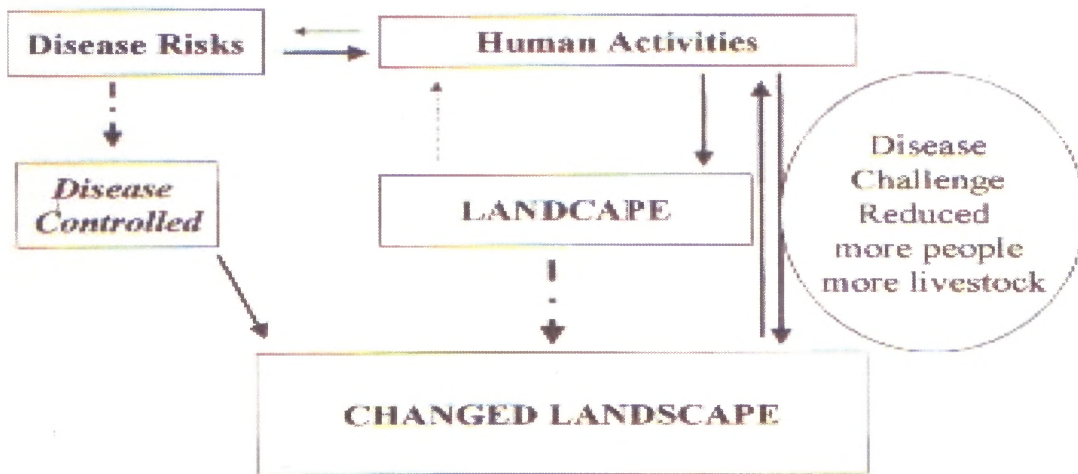 Disease Risks
Human Activities
Disease
Controlled
LANDCAPE
Disease
Challenge
Reduced
more people
more livestock
CHANGED LANDSCAPE